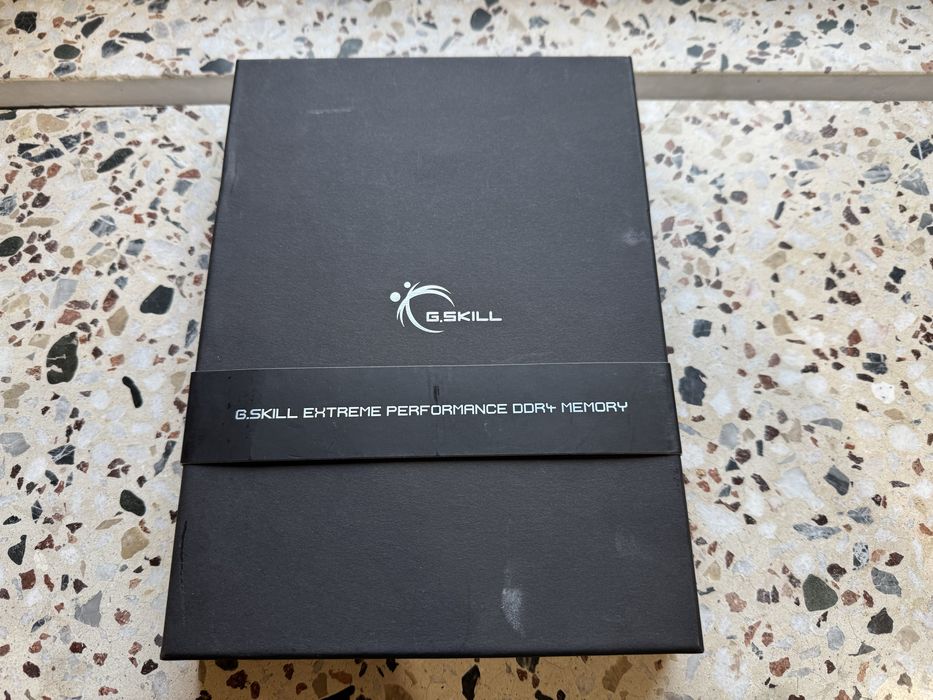 G.SKILL
G.SKILL EXTREME PERFORMANCE DDR4 MEMORY